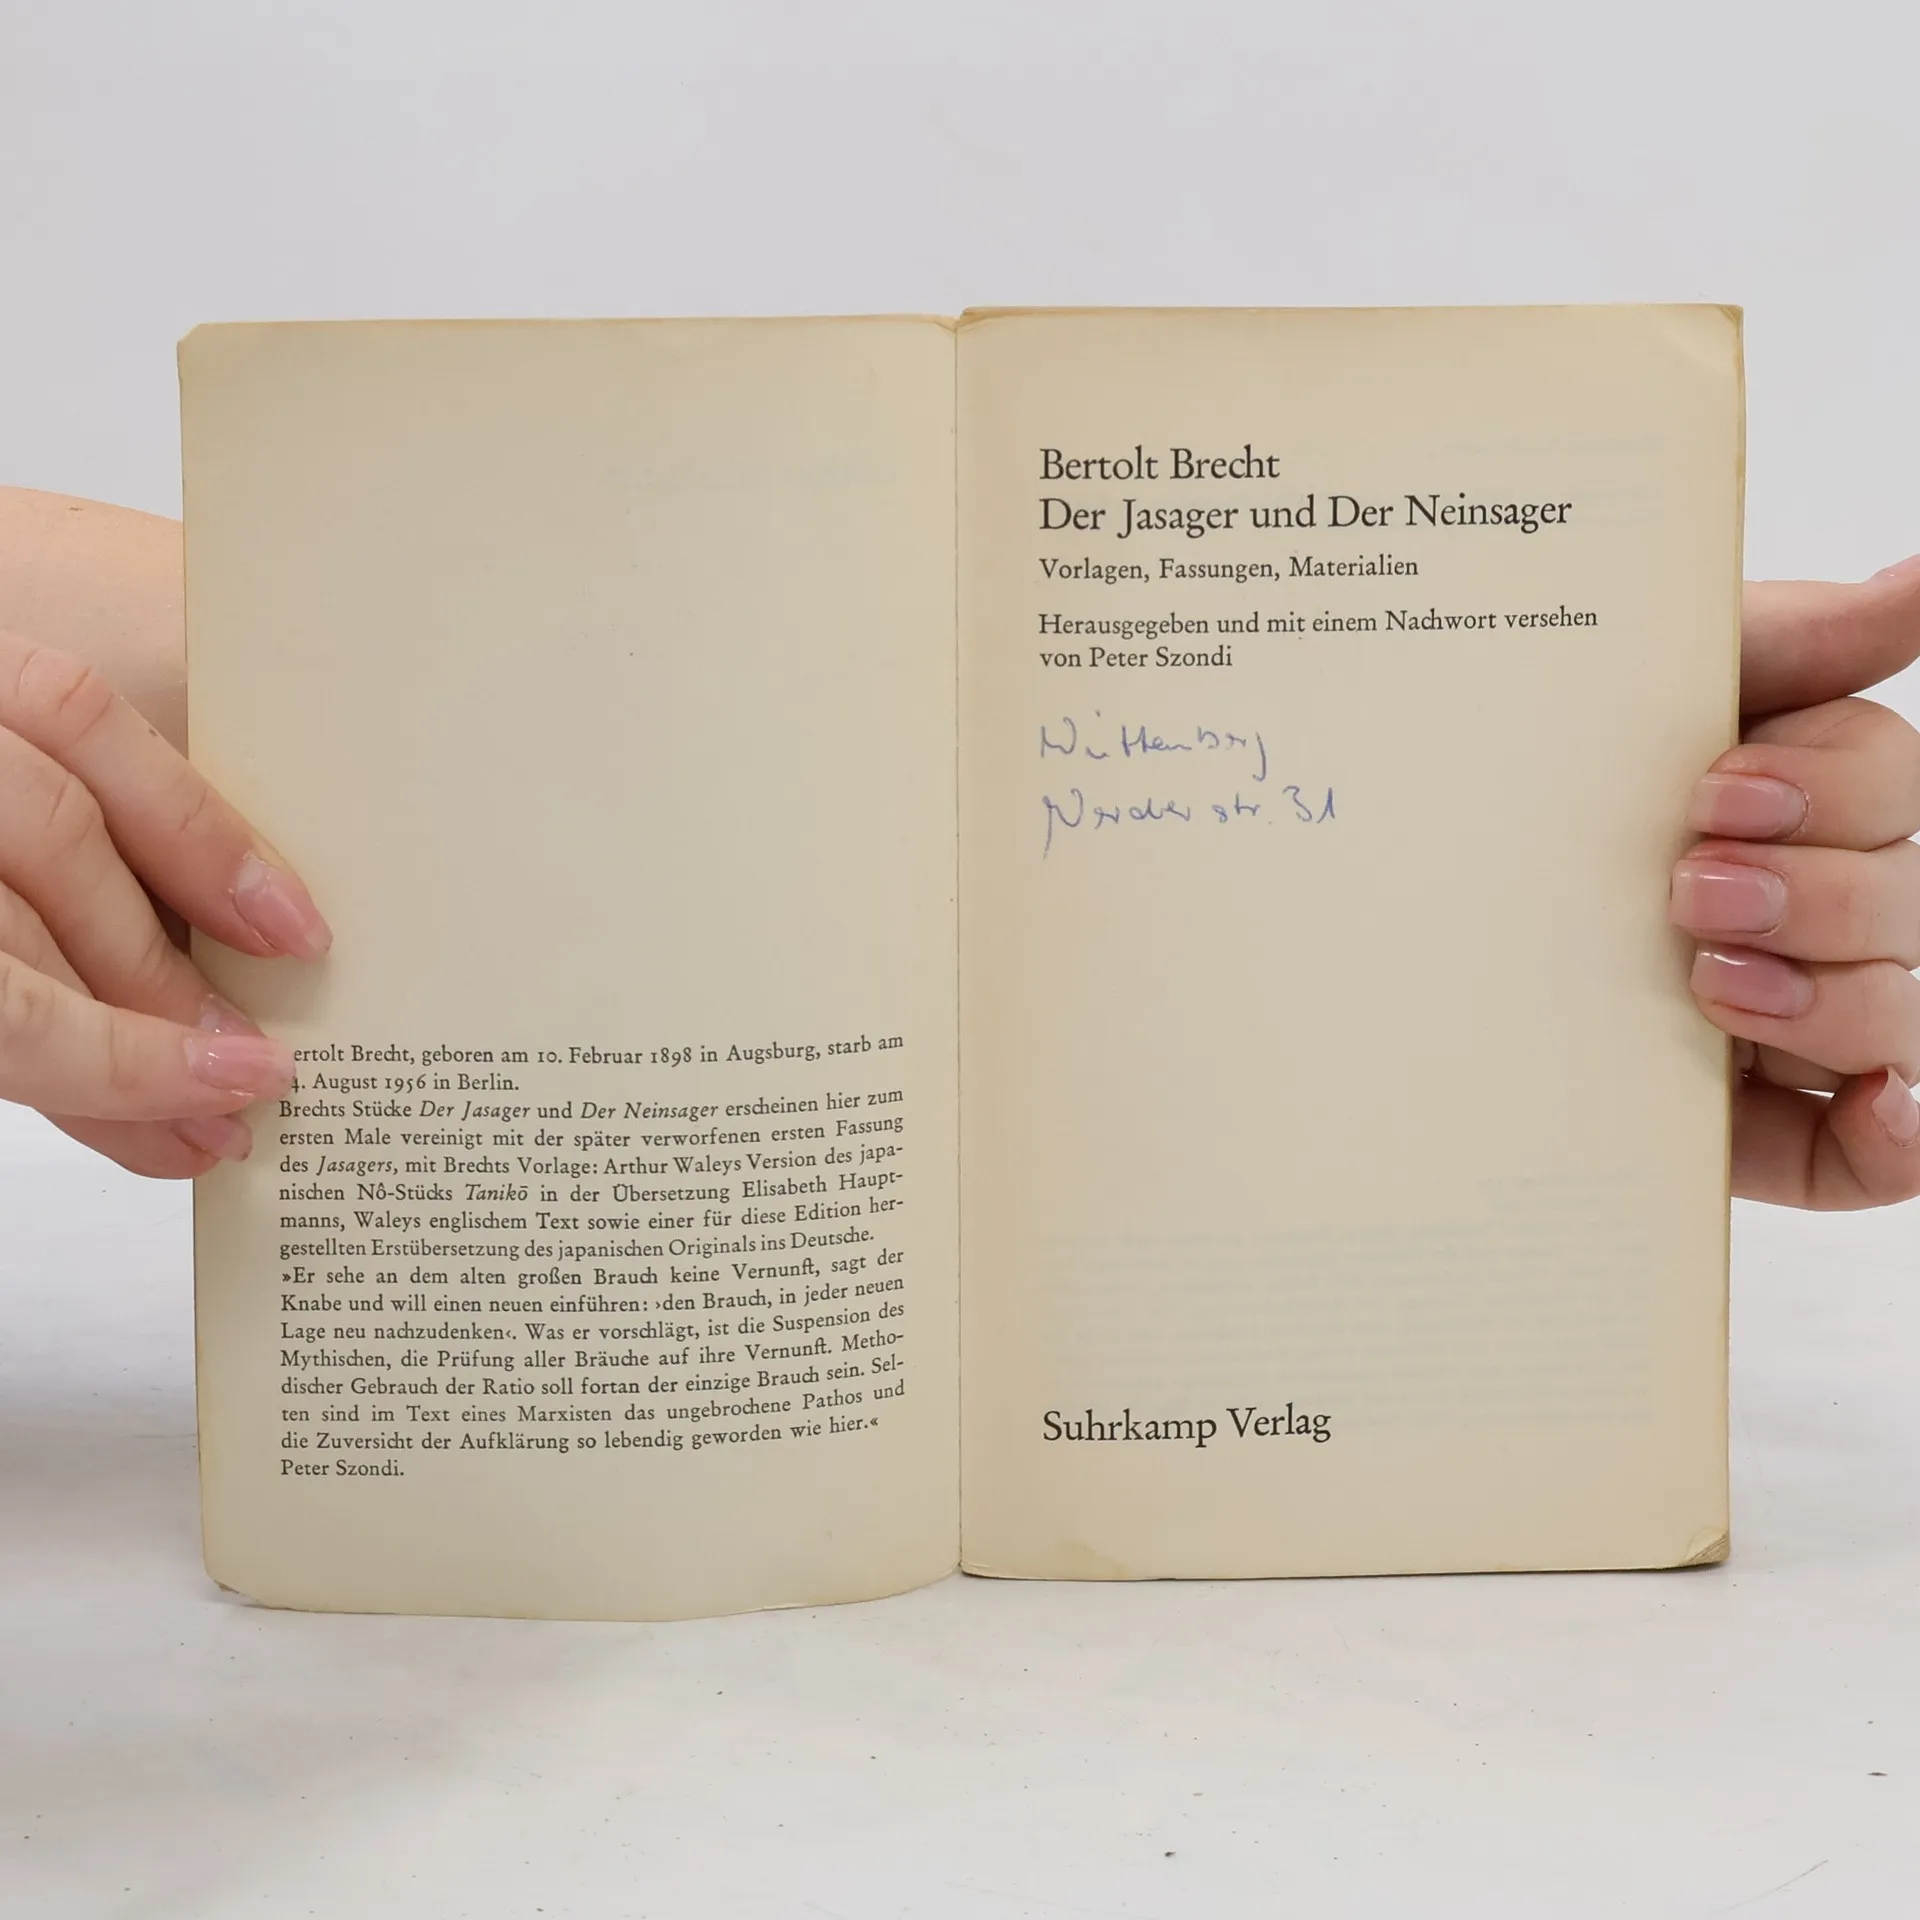 ertolt Brecht, geboren am 10. Februar 1898 in Augsburg, starb am
4. August 1956 in Berlin.
Brechts Stücke Der Jasager und Der Neinsager erscheinen hier zum
ersten Male vereinigt mit der später verworfenen ersten Fassung
des Jasagers, mit Brechts Vorlage: Arthur Waleys Version des japa-
nischen Nô-Stücks Tanikō in der Übersetzung Elisabeth Haupt-
manns, Waleys englischem Text sowie einer für diese Edition her-
gestellten Erstübersetzung des japanischen Originals ins Deutsche.
»Er sehe an dem alten großen Brauch keine Vernunft, sagt der
Knabe und will einen neuen einführen: ›den Brauch, in jeder neuen
Lage neu nachzudenken‹. Was er vorschlägt, ist die Suspension des
Mythischen, die Prüfung aller Bräuche auf ihre Vernunft. Metho-
discher Gebrauch der Ratio soll fortan der einzige Brauch sein. Sel-
ten sind im Text eines Marxisten das ungebrochene Pathos und
die Zuversicht der Aufklärung so lebendig geworden wie hier.«
Peter Szondi.
Bertolt Brecht
Der Jasager und Der Neinsager
Vorlagen, Fassungen, Materialien
Herausgegeben und mit einem Nachwort versehen
von Peter Szondi
str. 31
Suhrkamp Verlag